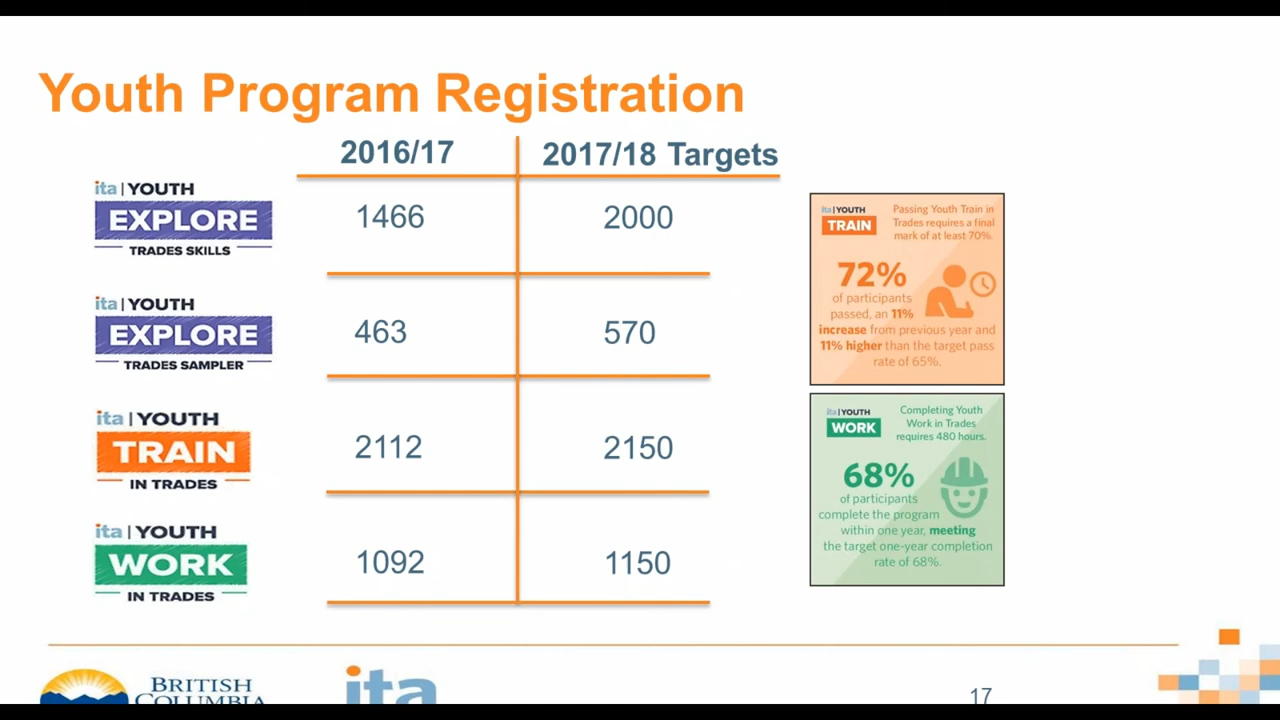 Youth Program Registration
2016/17
2017/18 Targets
ita | YOUTH
EXPLORE
TRADES SKILLS
1466
2000
ita | YOUTH
EXPLORE
TRADES SAMPLER
463
570
ita | YOUTH
TRAIN
IN TRADES
2112
2150
ita | YOUTH
WORK
IN TRADES
1092
1150
ita | YOUTH
TRAIN
Passing Youth Train in
Trades requires a final
mark of at least 70%.
72%
of participants
passed, an 11%
increase from previous year and
11% higher than the target pass
rate of 65%.
ita | YOUTH
WORK
Completing Youth
Work in Trades
requires 480 hours.
68%
of participants
complete the program
within one year, meeting
the target one-year completion
rate of 68%.
BRITISH
COLUMBIA
ita
17